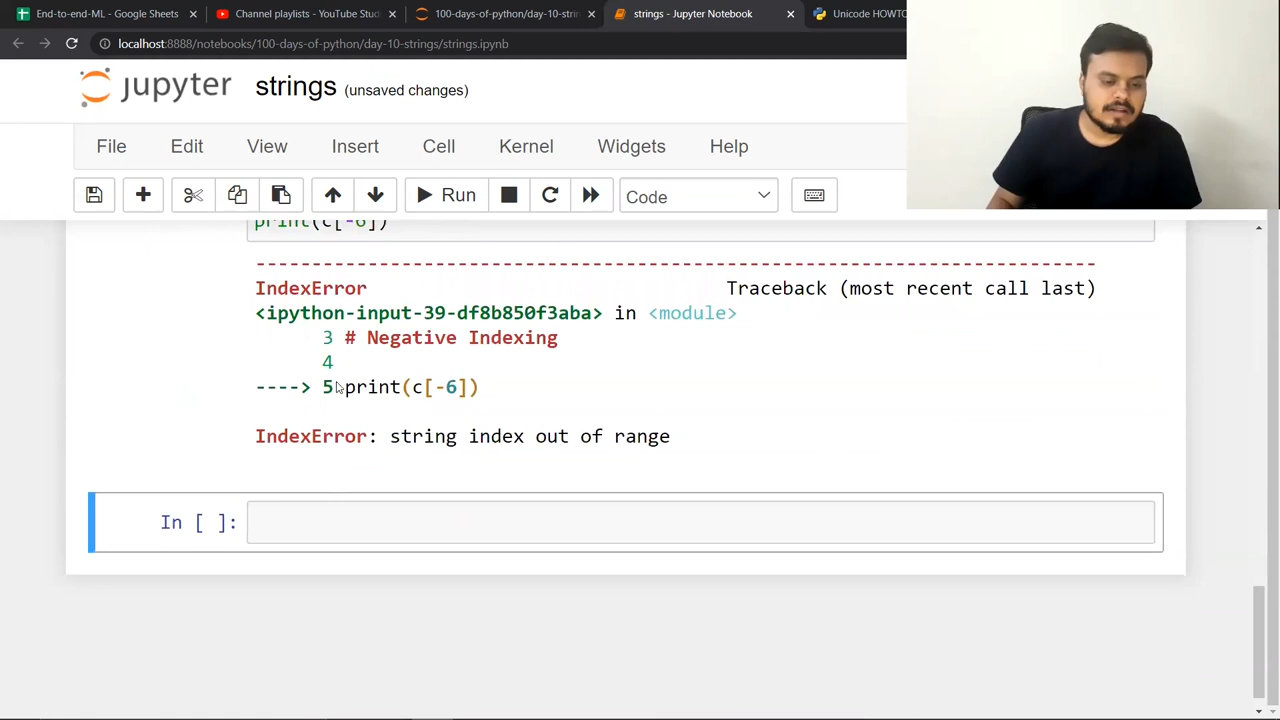 End-to-end-ML - Google Sheets
Channel playlists - YouTube Stud
100-days-of-python/day-10-strin
strings - Jupyter Notebook
Unicode HOWTO
localhost:8888/notebooks/100-days-of-python/day-10-strings/strings.ipynb
jupyter strings (unsaved changes)
File Edit View Insert Cell Kernel Widgets Help
Run Code
print(c[-6])
---------------------------------------------------------------------------
IndexError Traceback (most recent call last)
<ipython-input-39-df8b850f3aba> in <module>
3 # Negative Indexing
4
----> 5 print(c[-6])
IndexError: string index out of range
In [ ]: